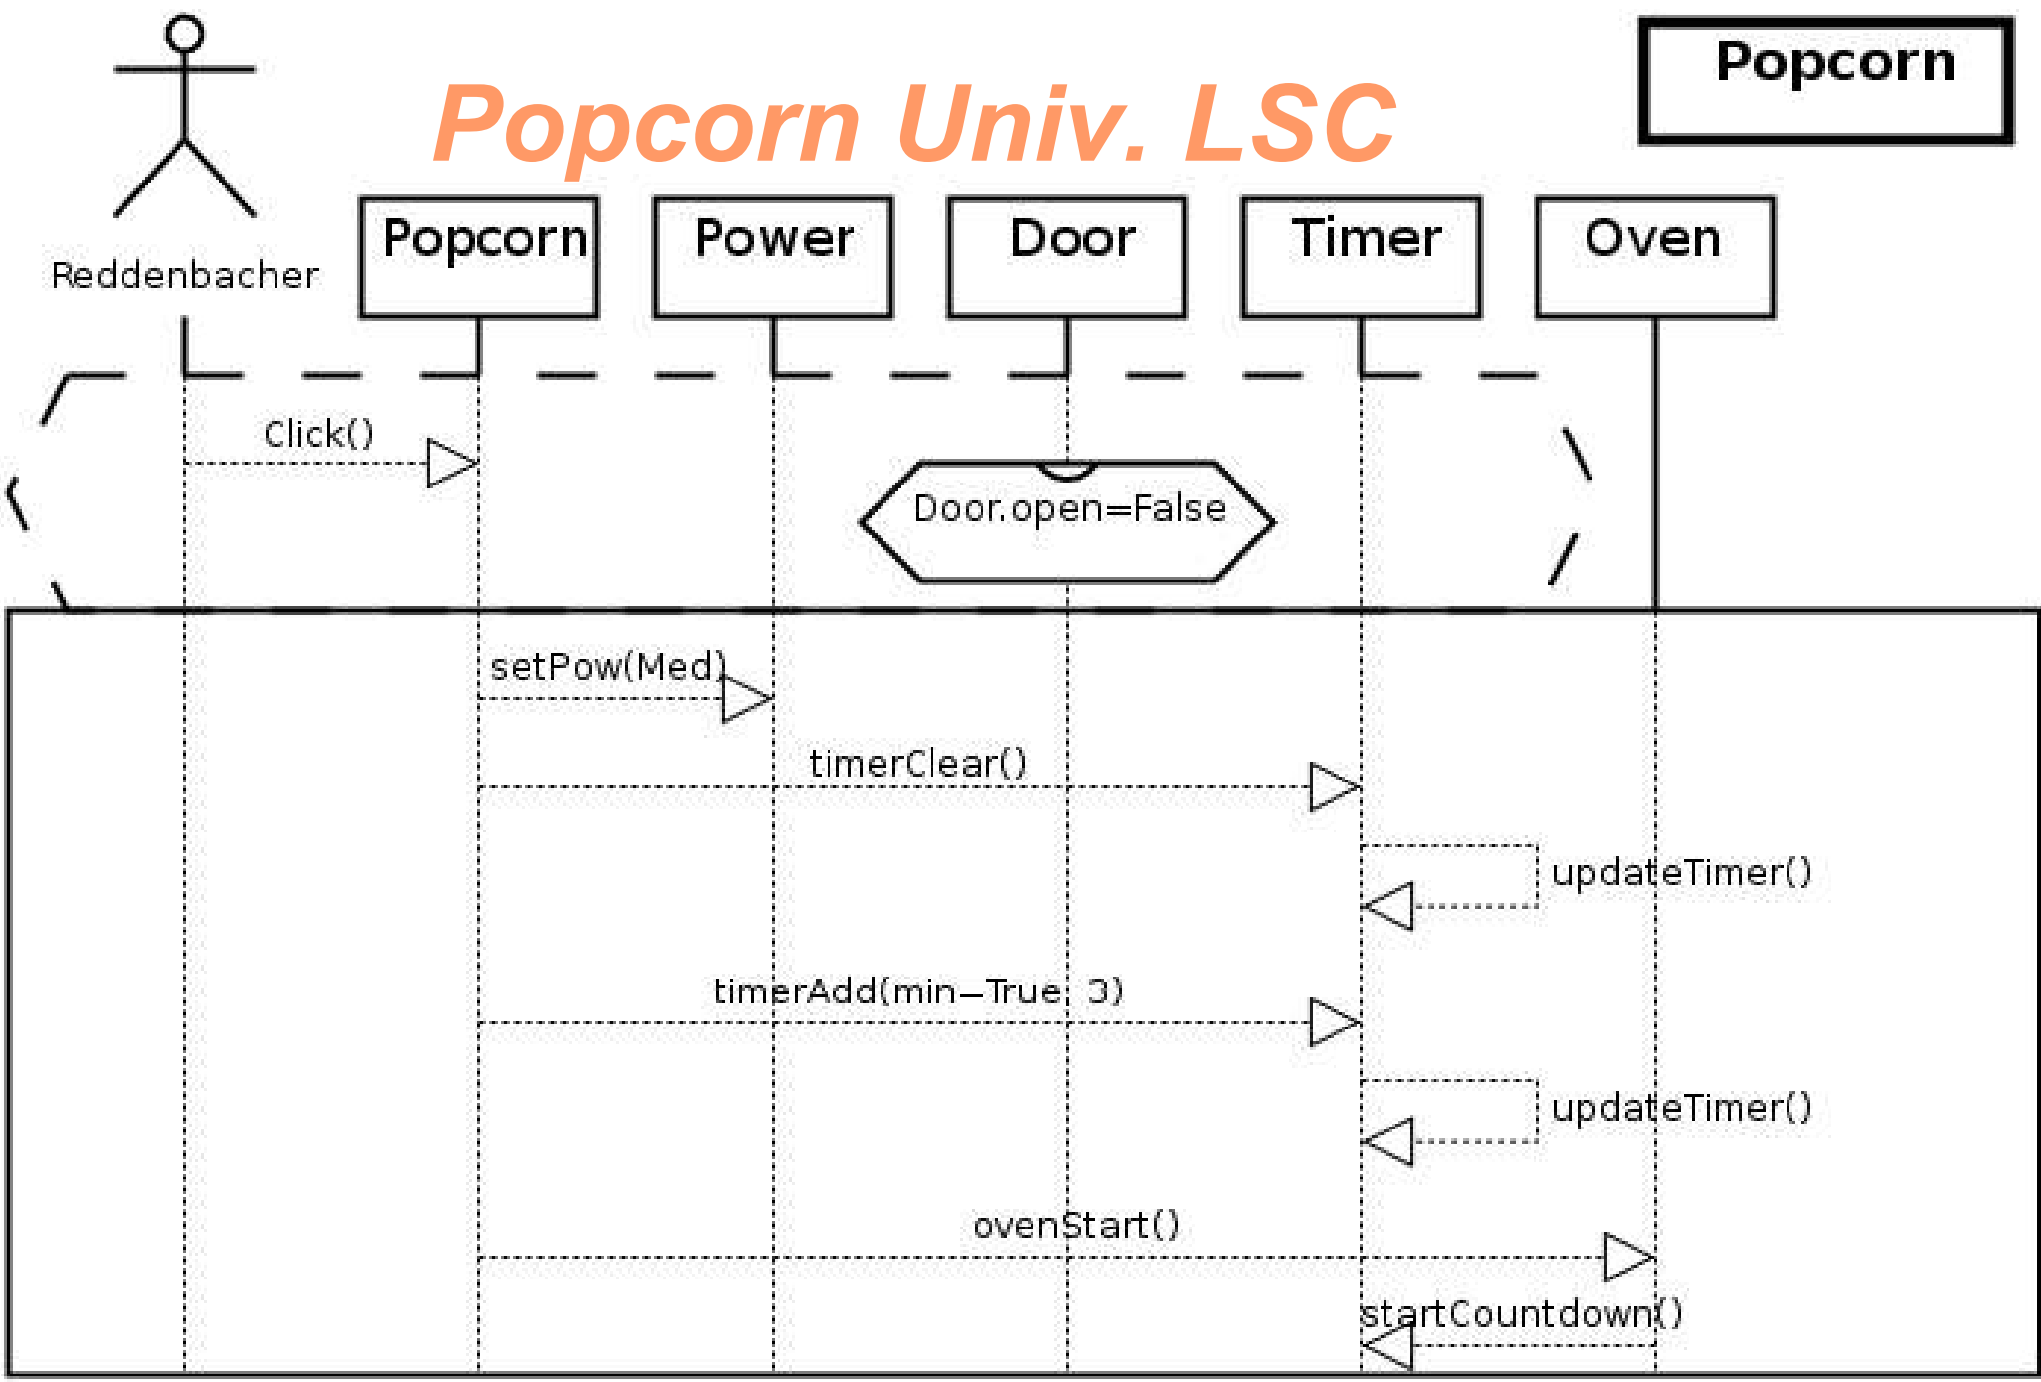 Popcorn
Popcorn Univ. LSC
Reddenbacher
Popcorn
Power
Door
Timer
Oven
Click()
Door.open=False
setPow(Med)
timerClear()
updateTimer()
timerAdd(min=True, 3)
updateTimer()
ovenStart()
startCountdown()